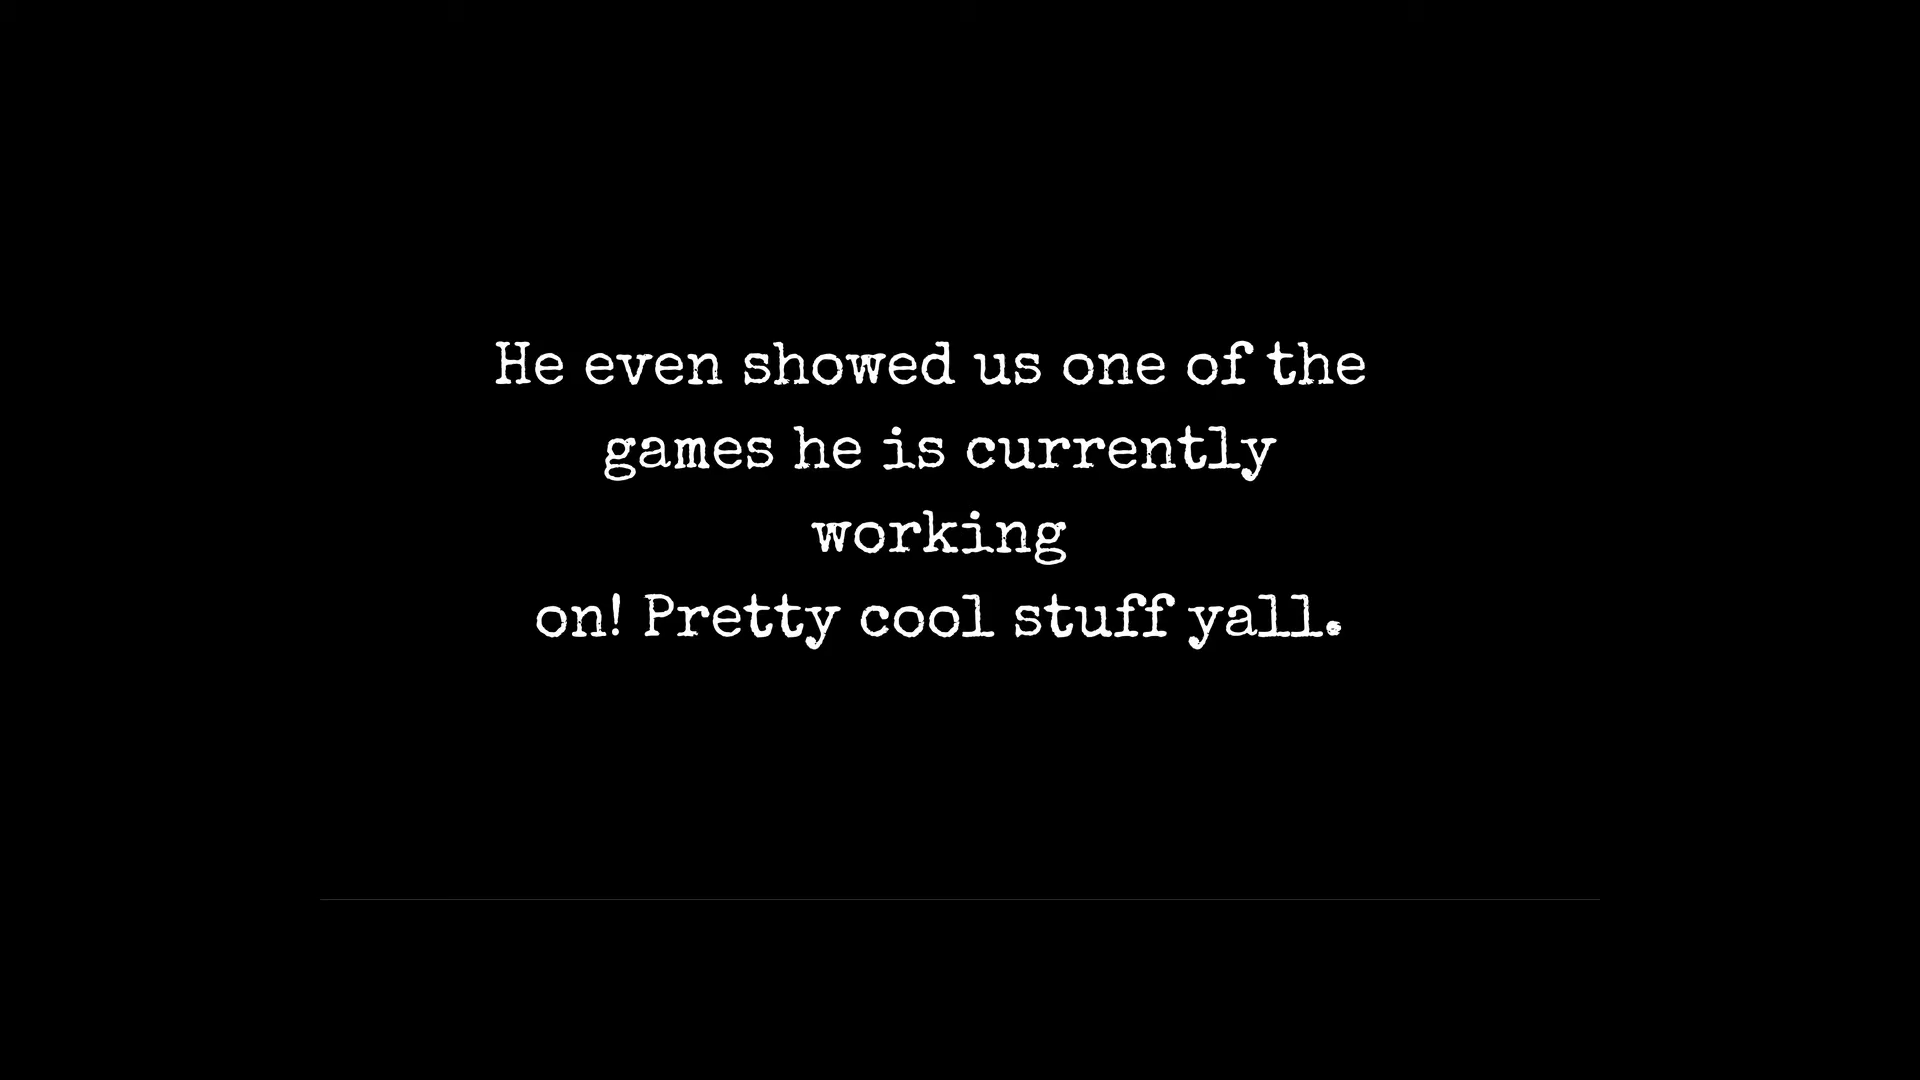 He even showed us one of the
games he is currently
working
on! Pretty cool stuff yall.